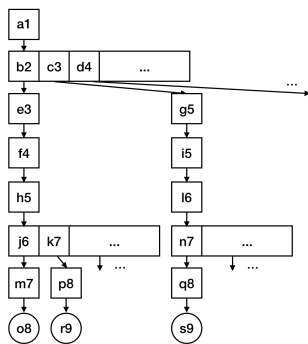 a1
b2 c3 d4 ...
...
e3 g5
f4 i5
h5 l6
j6 k7 ... n7 ...
... ...
m7 p8 q8
o8 r9 s9